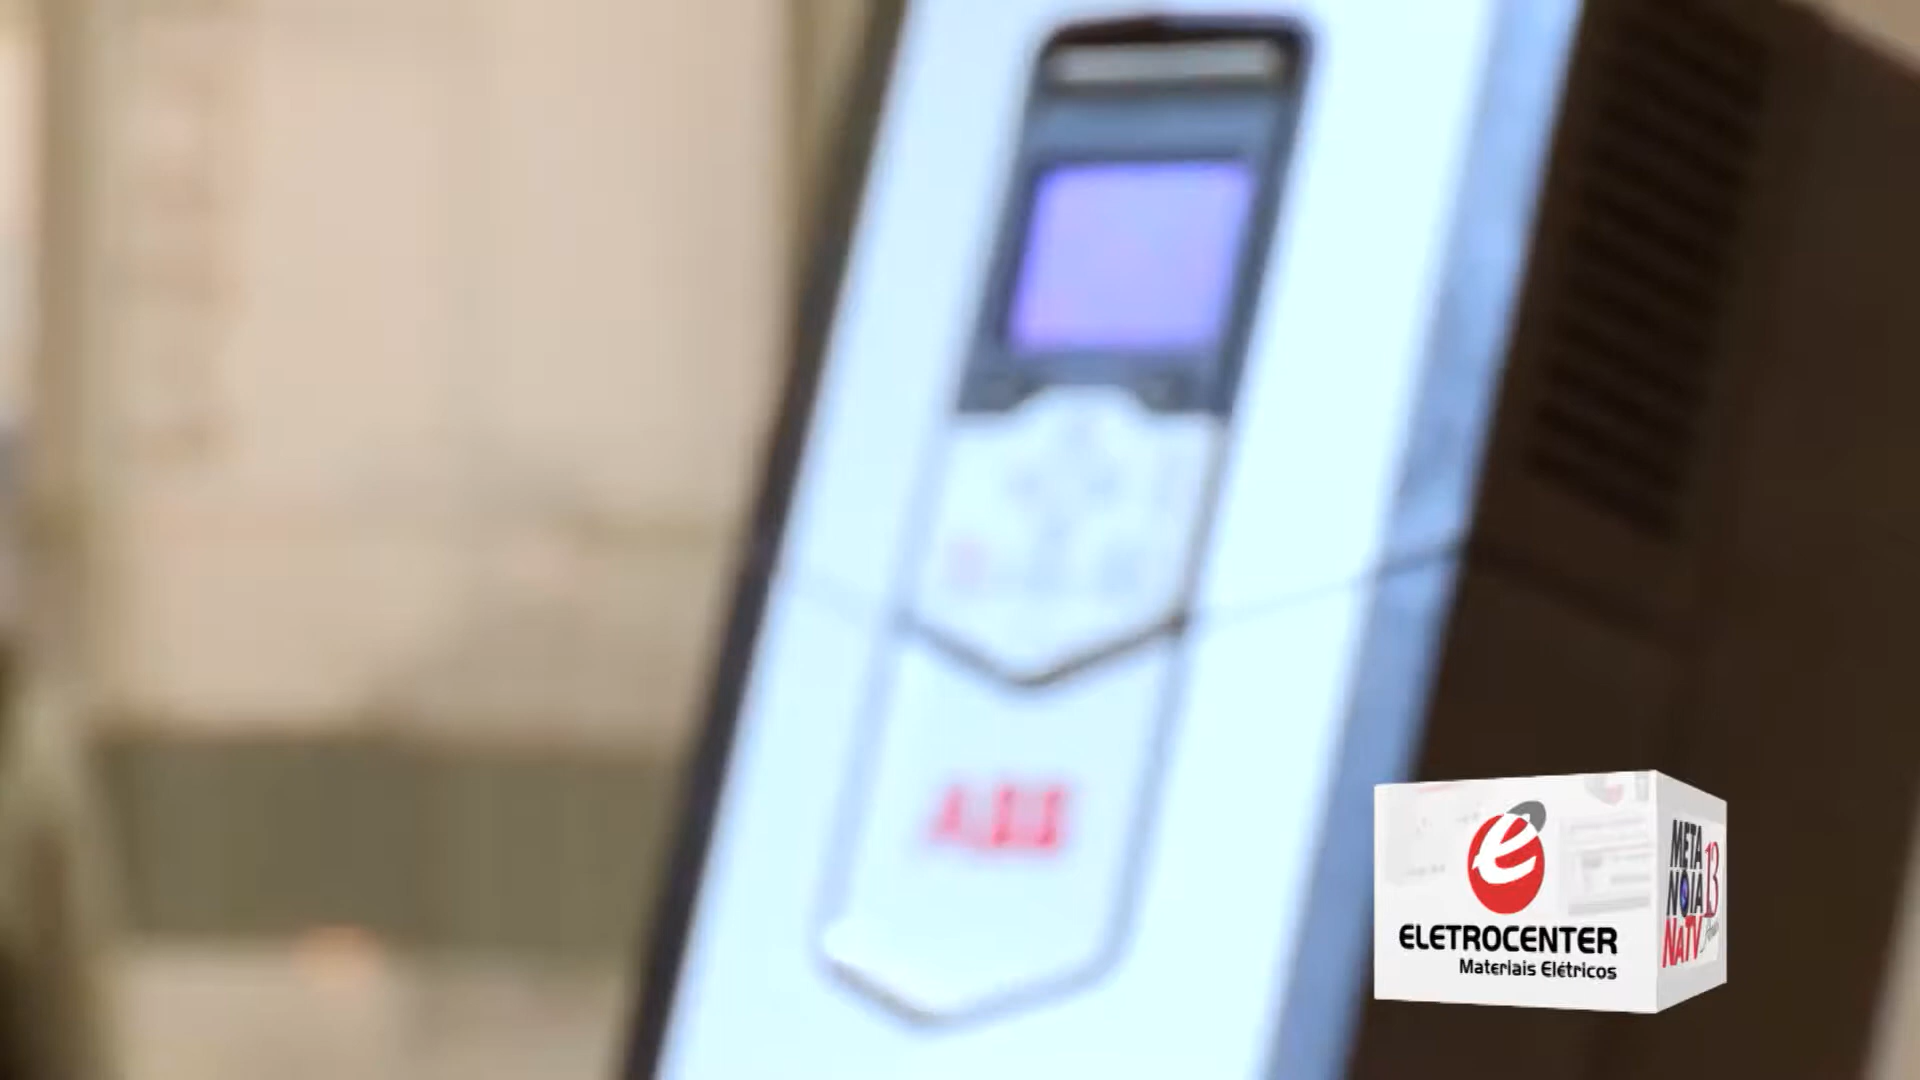 ABB
ELETROCENTER
Materiais Elétricos
META
NOIA
NaTV
13